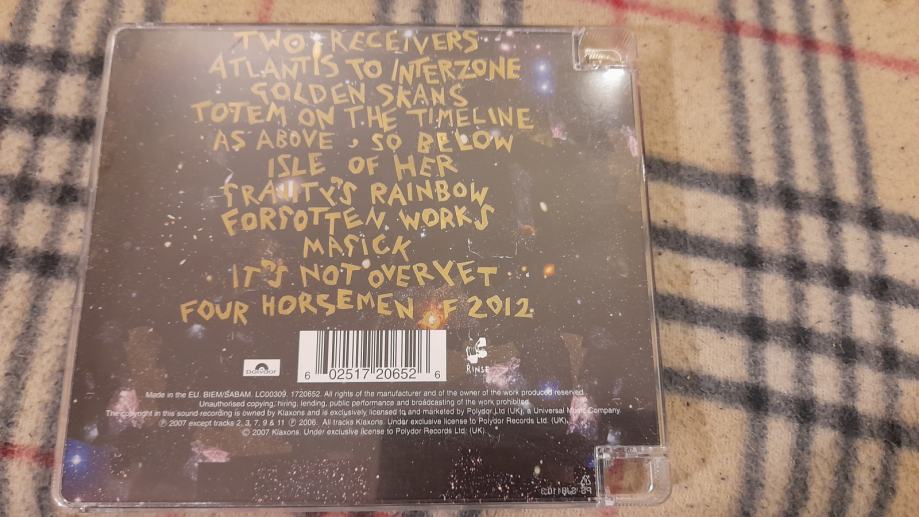 TWO RECEIVERS
ATLANTIS TO INTERZONE
GOLDEN SKANS
TOTEM ON THE TIMELINE
AS ABOVE, SO BELOW
ISLE OF HER
GRAVITY'S RAINBOW
FORGOTTEN WORKS
MAGICK
IT'S NOT OVER YET
FOUR HORSEMEN OF 2012
Polydor
6 02517 20652 6
RINSE
Made in the EU. BIEM/SABAM. LC00309. 1720652. All rights of the manufacturer and of the owner of the work produced reserved.
Unauthorised copying, hiring, lending, public performance and broadcasting of the work prohibited.
The copyright in this sound recording is owned by Klaxons and is exclusively licensed to and marketed by Polydor Ltd (UK), a Universal Music Company.
℗ 2007 except tracks 2, 3, 7, 9 & 11 ℗ 2006. All tracks Klaxons. Under exclusive license to Polydor Records Ltd. (UK).
© 2007 Klaxons. Under exclusive license to Polydor Records Ltd. (UK).